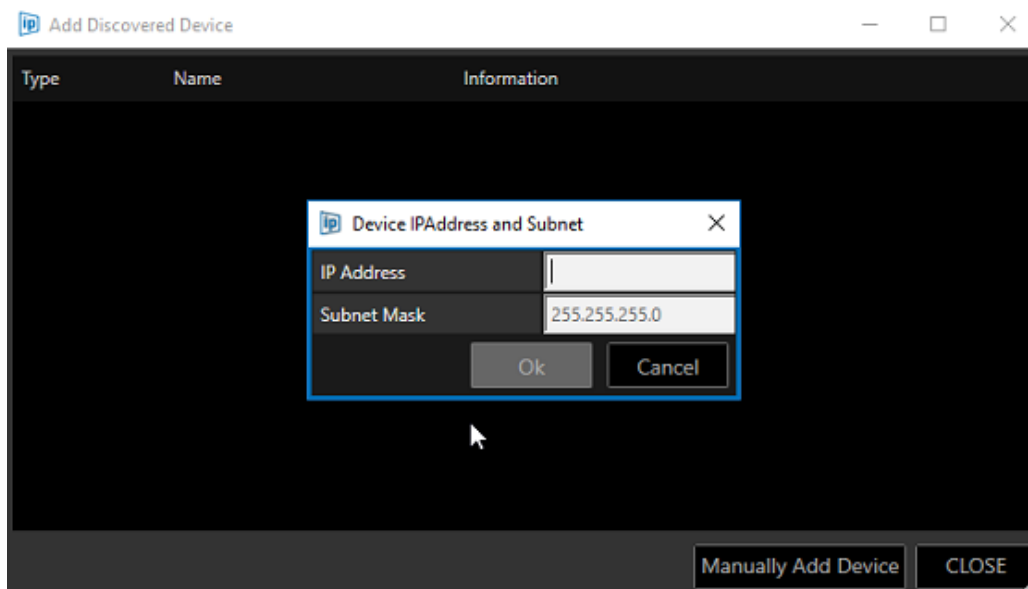 ip Add Discovered Device
Type Name Information
ip Device IPAddress and Subnet
IP Address
Subnet Mask 255.255.255.0
Ok Cancel
Manually Add Device CLOSE